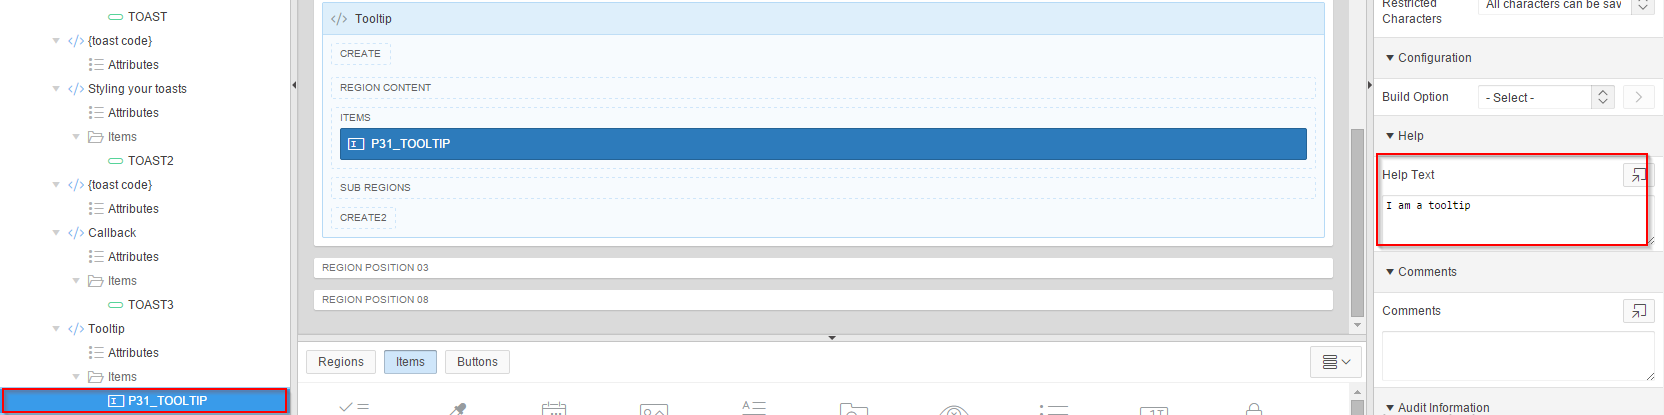 TOAST
{toast code}
Attributes
Styling your toasts
Attributes
Items
TOAST2
{toast code}
Attributes
Callback
Attributes
Items
TOAST3
Tooltip
Attributes
Items
P31_TOOLTIP
Tooltip
CREATE
REGION CONTENT
ITEMS
P31_TOOLTIP
SUB REGIONS
CREATE2
REGION POSITION 03
REGION POSITION 08
Regions
Items
Buttons
Restricted
Characters
All characters can be sav
Configuration
Build Option
- Select -
Help
Help Text
I am a tooltip
Comments
Comments
Audit Information